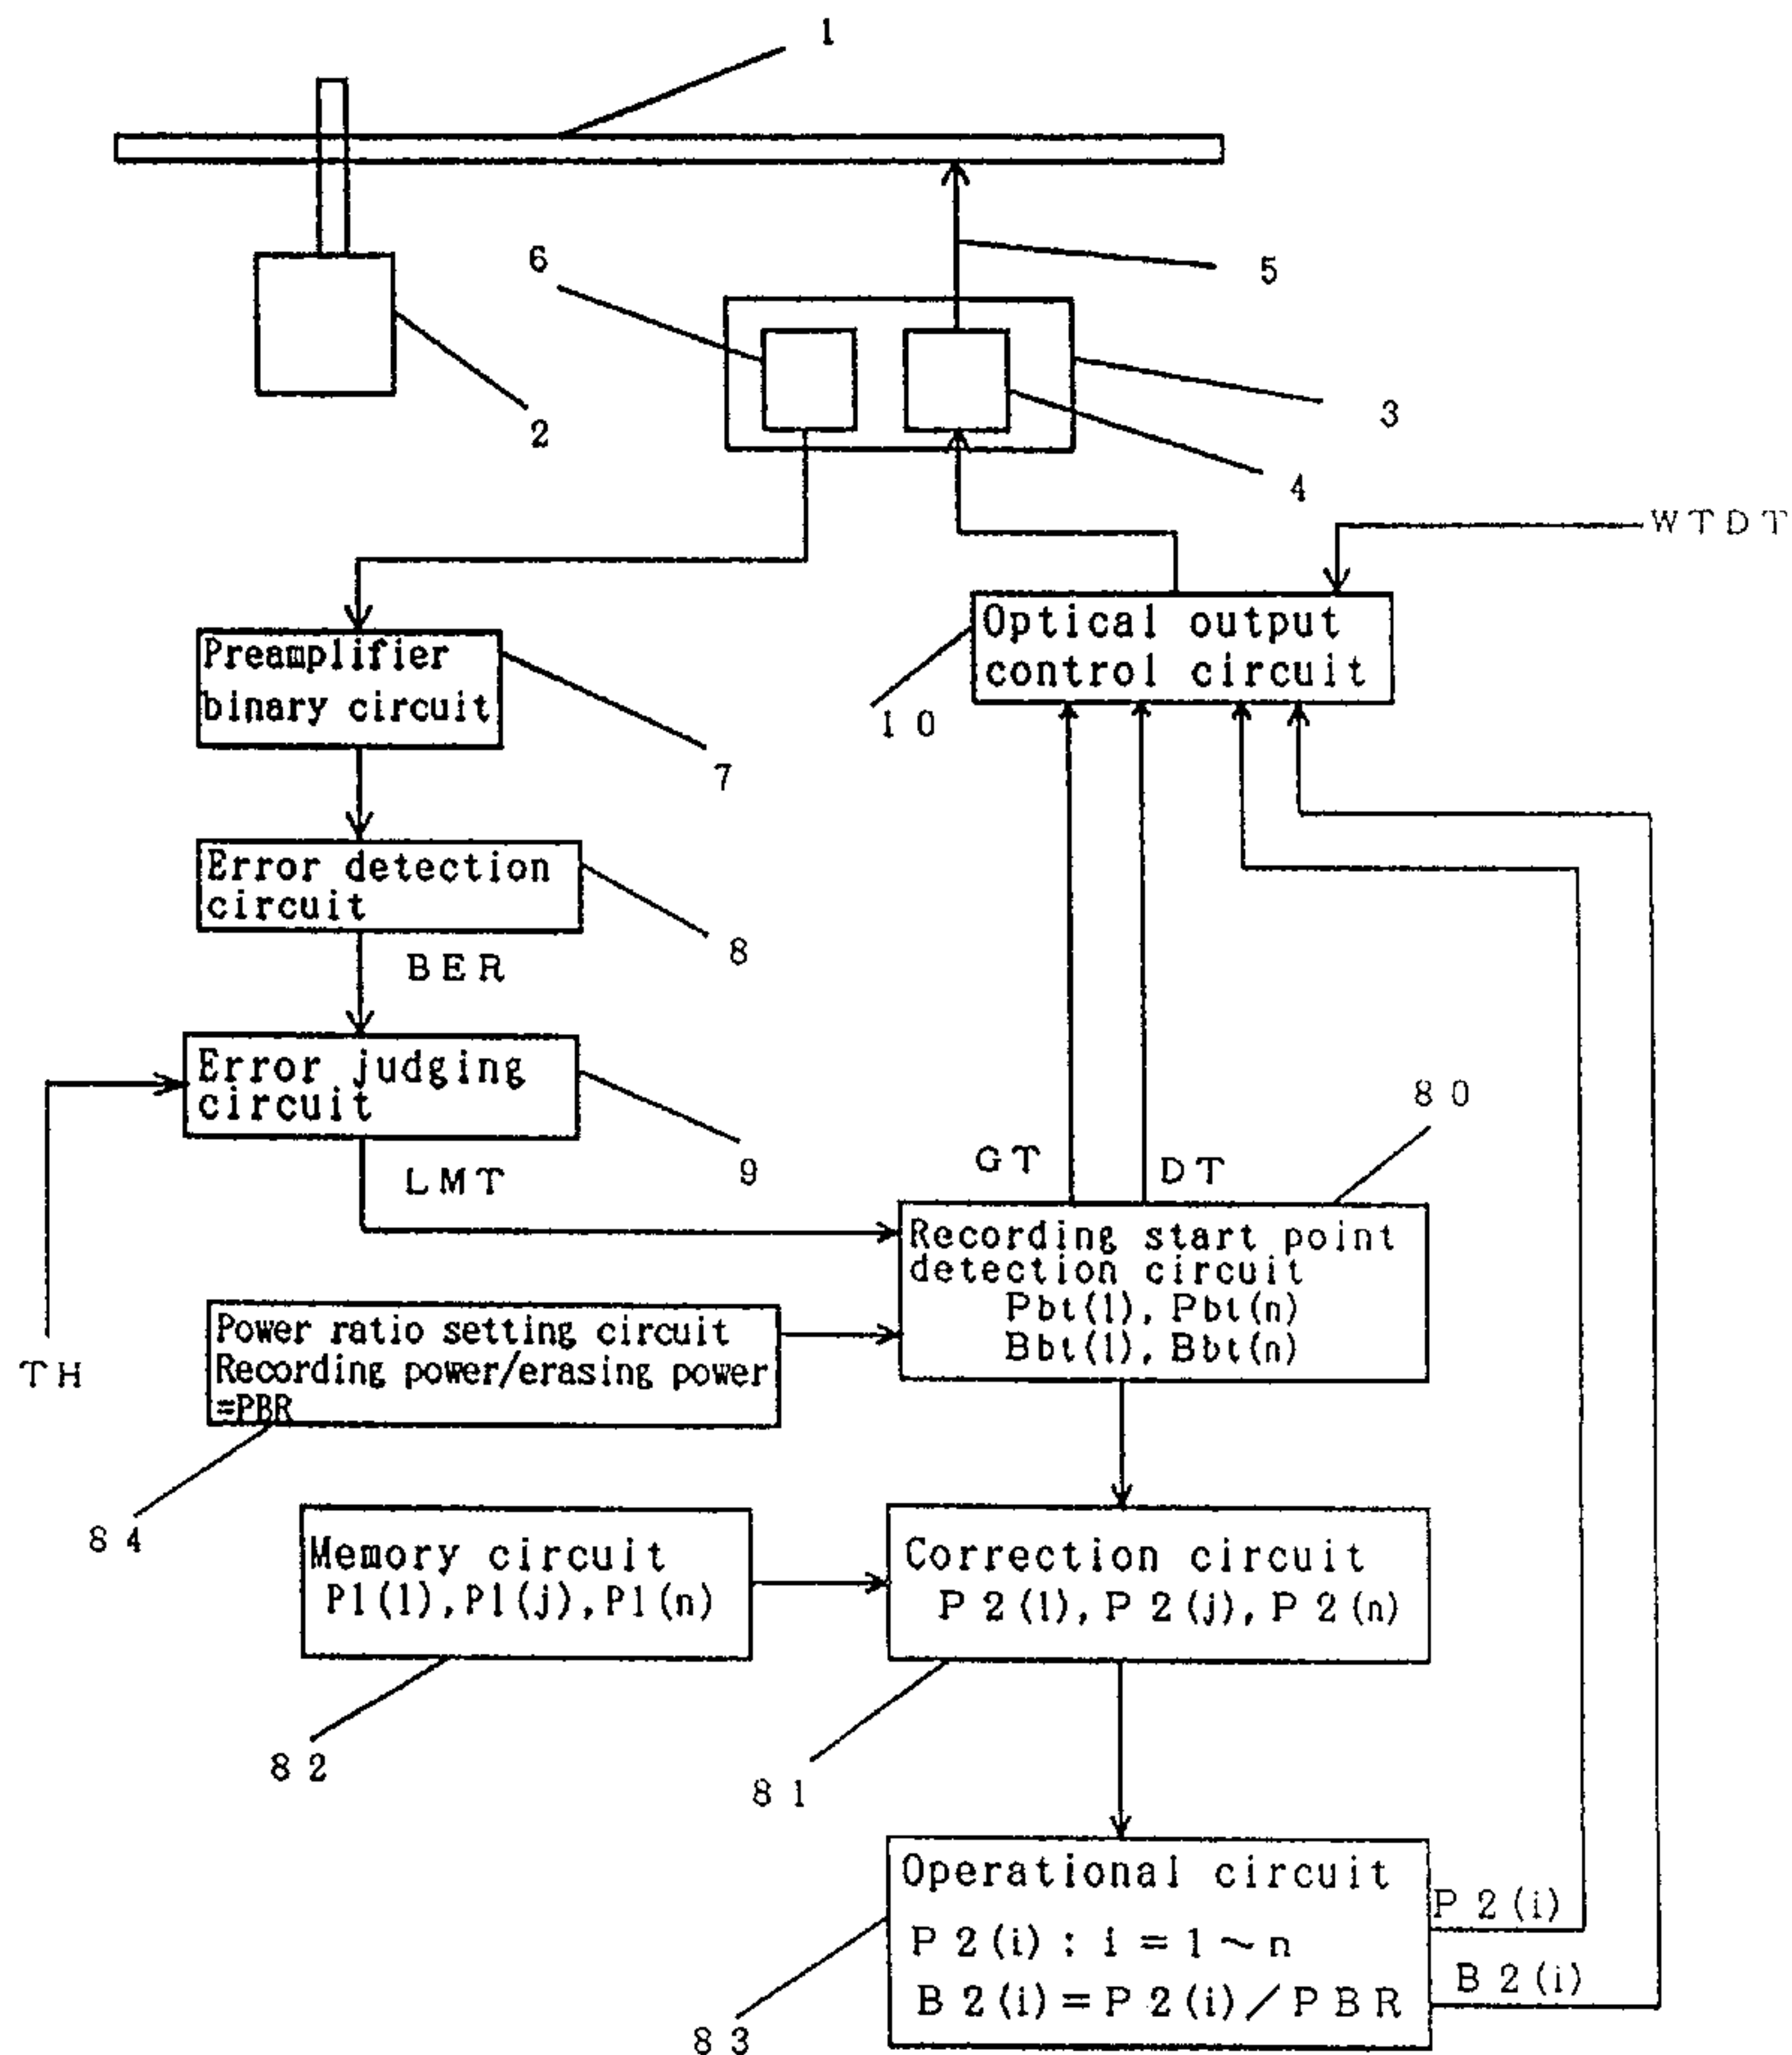 1
6
5
2
3
4
WTDT
Optical output
control circuit
Preamplifier
binary circuit
10
7
Error detection
circuit
8
BER
Error judging
circuit
80
9
GT
DT
LMT
Recording start point
detection circuit
Pbt(1), Pbt(n)
Bbt(1), Bbt(n)
Power ratio setting circuit
Recording power/erasing power
=PBR
TH
84
Memory circuit
P1(1), P1(j), P1(n)
Correction circuit
P2(1), P2(j), P2(n)
82
81
Operational circuit
P2(i) : i = 1~n
B2(i)=P2(i)/PBR
P2(i)
B2(i)
83